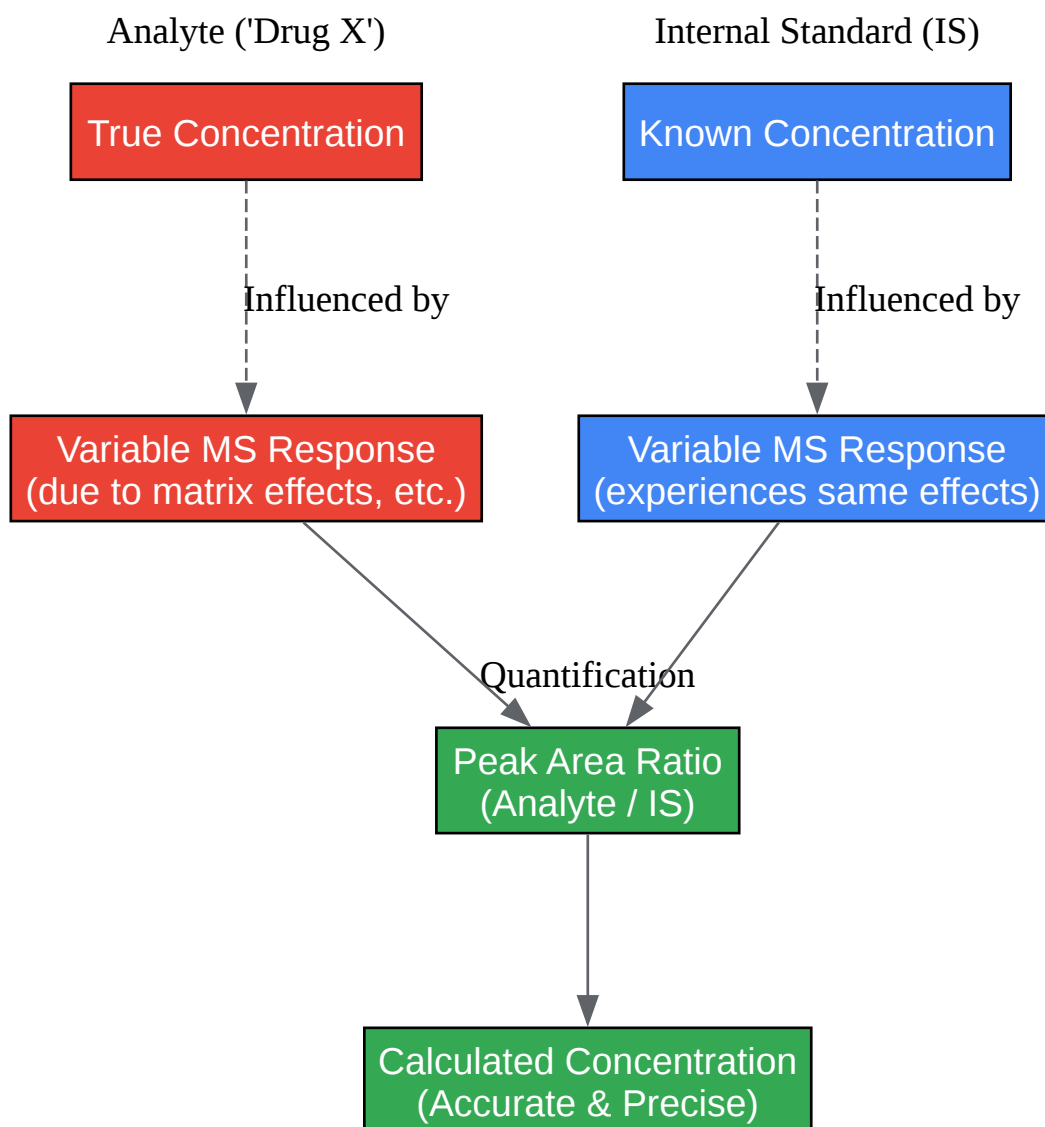 Analyte ('Drug X')
Internal Standard (IS)
True Concentration
Known Concentration
Influenced by
Influenced by
Variable MS Response
(due to matrix effects, etc.)
Variable MS Response
(experiences same effects)
Quantification
Peak Area Ratio
(Analyte / IS)
Calculated Concentration
(Accurate & Precise)